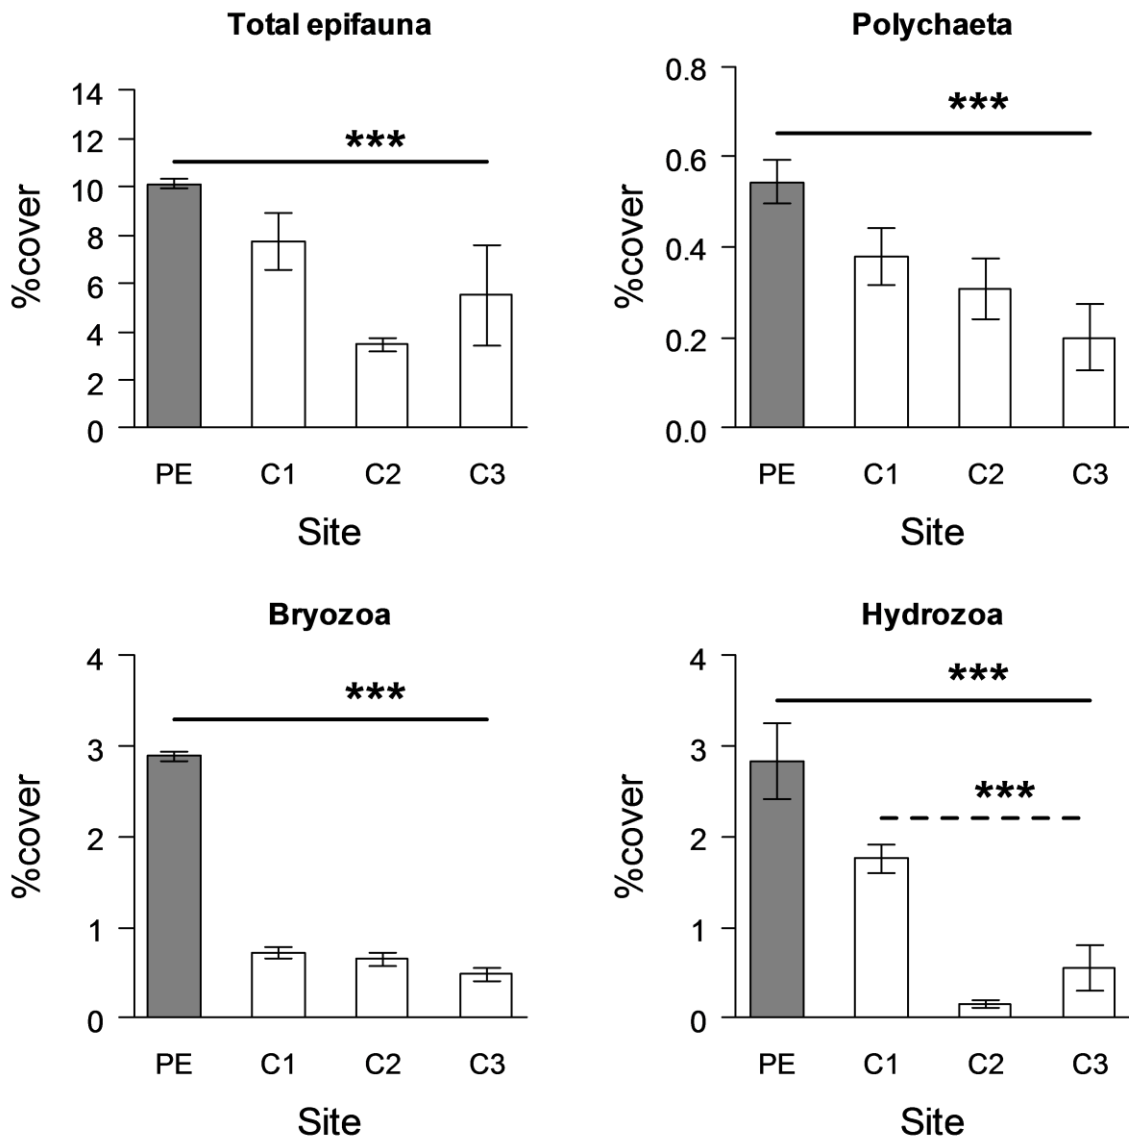 Total epifauna
***
%cover
14
12
10
8
6
4
2
0
PE C1 C2 C3
Site
Polychaeta
***
%cover
0.8
0.6
0.4
0.2
0.0
PE C1 C2 C3
Site
Bryozoa
***
%cover
4
3
2
1
0
PE C1 C2 C3
Site
Hydrozoa
***
***
%cover
4
3
2
1
0
PE C1 C2 C3
Site